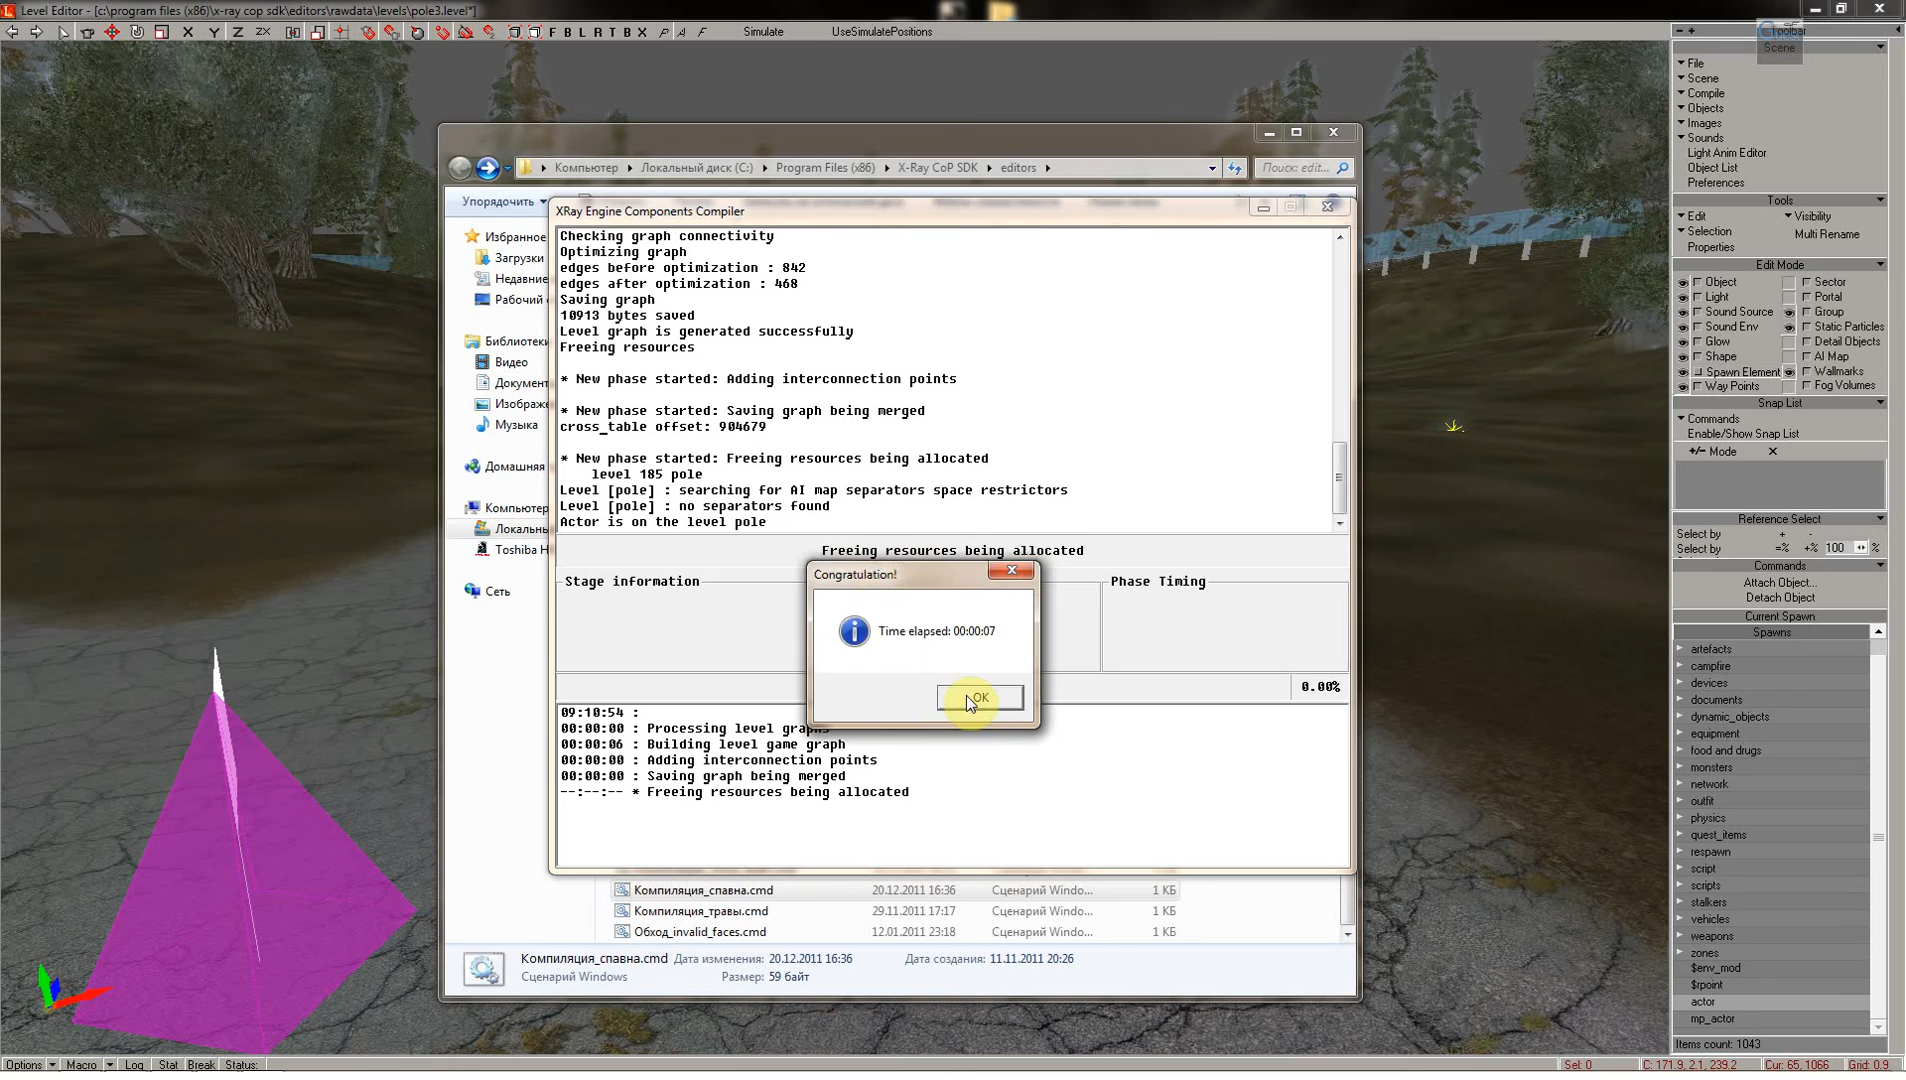 Level Editor - [c:\program files (x86)\x-ray cop sdk\editors\rawdata\levels\pole3.level*]
X Y Z ZX F B L R T B X P A F Simulate UseSimulatePositions
Toolbar
Scene
File
Scene
Compile
Objects
Images
Sounds
Light Anim Editor
Object List
Preferences
Tools
Edit Visibility
Selection Multi Rename
Properties
Edit Mode
Object Sector
Light Portal
Sound Source Group
Sound Env Static Particles
Glow Detail Objects
Shape AI Map
Spawn Element Wallmarks
Way Points Fog Volumes
Snap List
Commands
Enable/Show Snap List
+/- Mode X
Reference Select
Select by + -
Select by =% +% 100 %
Commands
Attach Object...
Detach Object
Current Spawn
Spawns
artefacts
campfire
devices
documents
dynamic_objects
equipment
food and drugs
monsters
network
outfit
physics
quest_items
respawn
script
scripts
stalkers
vehicles
weapons
zones
$env_mod
$rpoint
actor
mp_actor
Items count: 1043
Компьютер Локальный диск (C:) Program Files (x86) X-Ray CoP SDK editors
Поиск: edit...
Упорядочить
Избранное
Загрузки
Недавние
Рабочий
Библиотеки
Видео
Документ
Изображе
Музыка
Домашняя
Компьютер
Локальнь
Toshiba H
Сеть
XRay Engine Components Compiler
Checking graph connectivity
Optimizing graph
edges before optimization : 842
edges after optimization : 468
Saving graph
10913 bytes saved
Level graph is generated successfully
Freeing resources
* New phase started: Adding interconnection points
* New phase started: Saving graph being merged
cross_table offset: 904679
* New phase started: Freeing resources being allocated
level 185 pole
Level [pole] : searching for AI map separators space restrictors
Level [pole] : no separators found
Actor is on the level pole
Freeing resources being allocated
Stage information
Phase Timing
0.00%
Congratulation!
Time elapsed: 00:00:07
OK
09:10:54 :
00:00:00 : Processing level graphs
00:00:06 : Building level game graph
00:00:00 : Adding interconnection points
00:00:00 : Saving graph being merged
--:--:-- * Freeing resources being allocated
Компиляция_спавна.cmd 20.12.2011 16:36 Сценарий Windo... 1 КБ
Компиляция_травы.cmd 29.11.2011 17:17 Сценарий Windo... 1 КБ
Обход_invalid_faces.cmd 12.01.2011 23:18 Сценарий Windo... 1 КБ
Компиляция_спавна.cmd Дата изменения: 20.12.2011 16:36 Дата создания: 11.11.2011 20:26
Сценарий Windows Размер: 59 байт
Options Macro Log Stat Break Status:
Sel: 0 C: 171.9, 2.1, 239.2 Cur: 65, 1066 Grid: 0.9